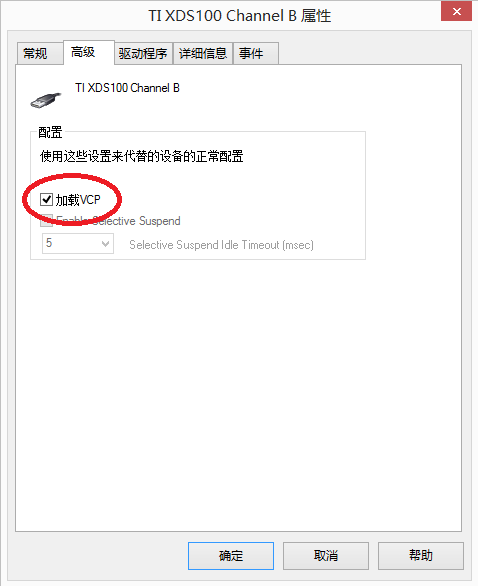 TI XDS100 Channel B 属性
常规 高级 驱动程序 详细信息 事件
TI XDS100 Channel B
配置
使用这些设置来代替的设备的正常配置
加载VCP
Enable Selective Suspend
5 Selective Suspend Idle Timeout (msec)
确定 取消 帮助